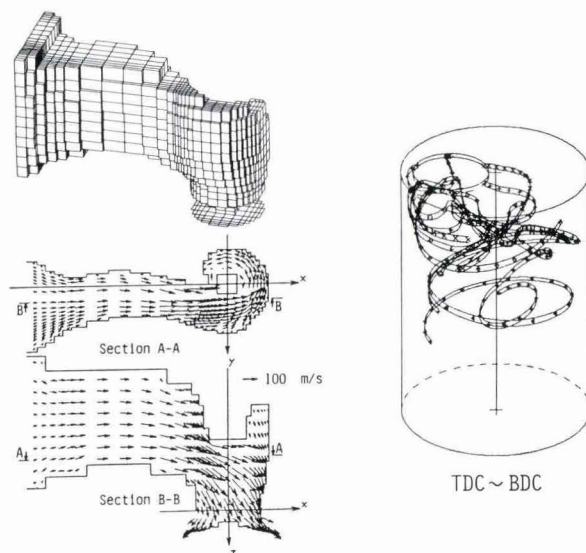 x
B
B
Section A-A
y
100 m/s
A
A
Section B-B
x
z
TDC~BDC